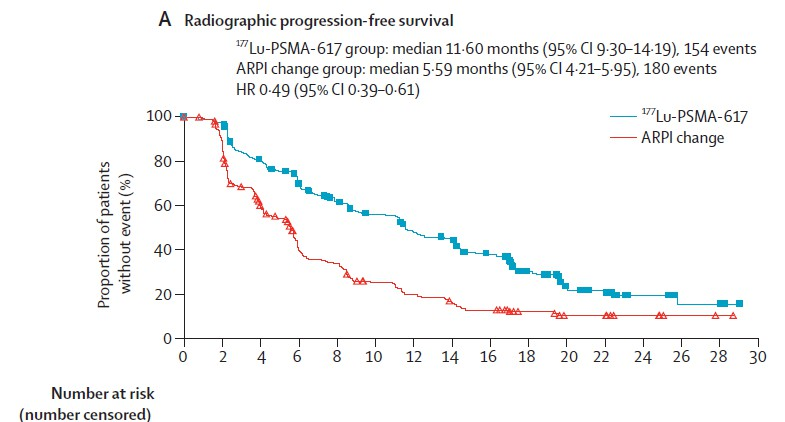 A Radiographic progression-free survival
¹⁷⁷Lu-PSMA-617 group: median 11·60 months (95% CI 9·30–14·19), 154 events
ARPI change group: median 5·59 months (95% CI 4·21–5·95), 180 events
HR 0·49 (95% CI 0·39–0·61)
¹⁷⁷Lu-PSMA-617
ARPI change
Proportion of patients
without event (%)
100
80
60
40
20
0
0 2 4 6 8 10 12 14 16 18 20 22 24 26 28 30
Number at risk
(number censored)